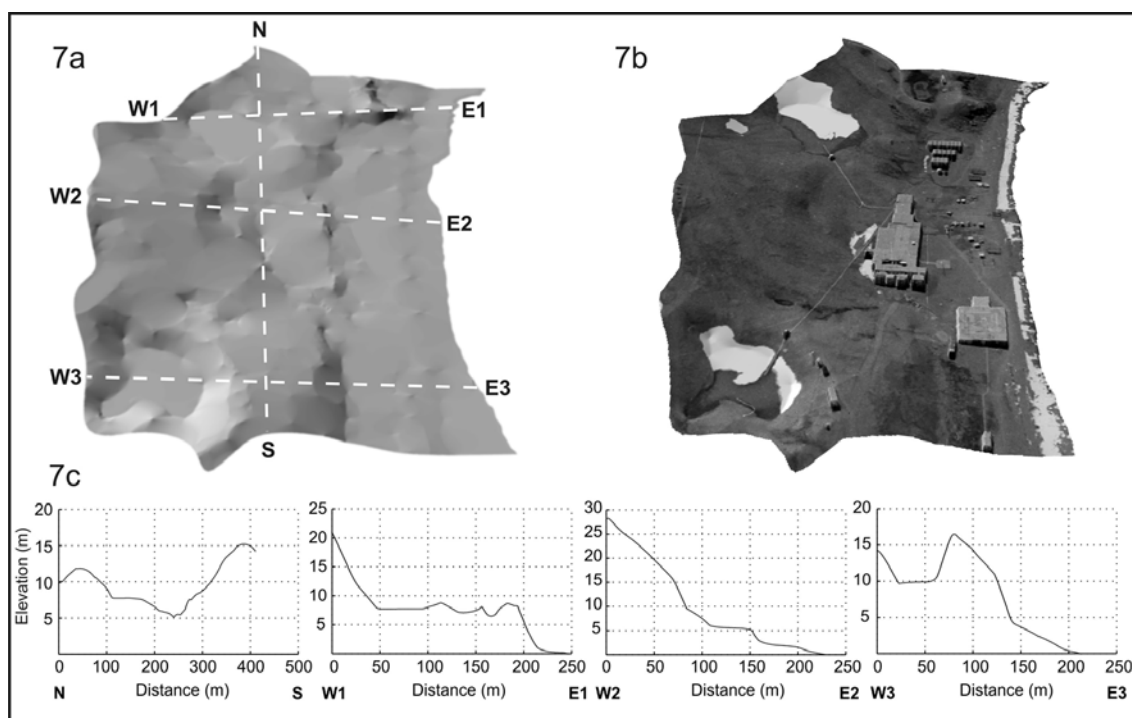 7a
7b
N
W1
E1
W2
E2
W3
E3
S
7c
Elevation (m)
20
15
10
5
0 100 200 300 400 500
N Distance (m) S
25
20
15
10
5
0 50 100 150 200 250
W1 Distance (m) E1
30
25
20
15
10
5
0 50 100 150 200 250
W2 Distance (m) E2
20
15
10
5
0 50 100 150 200 250
W3 Distance (m) E3